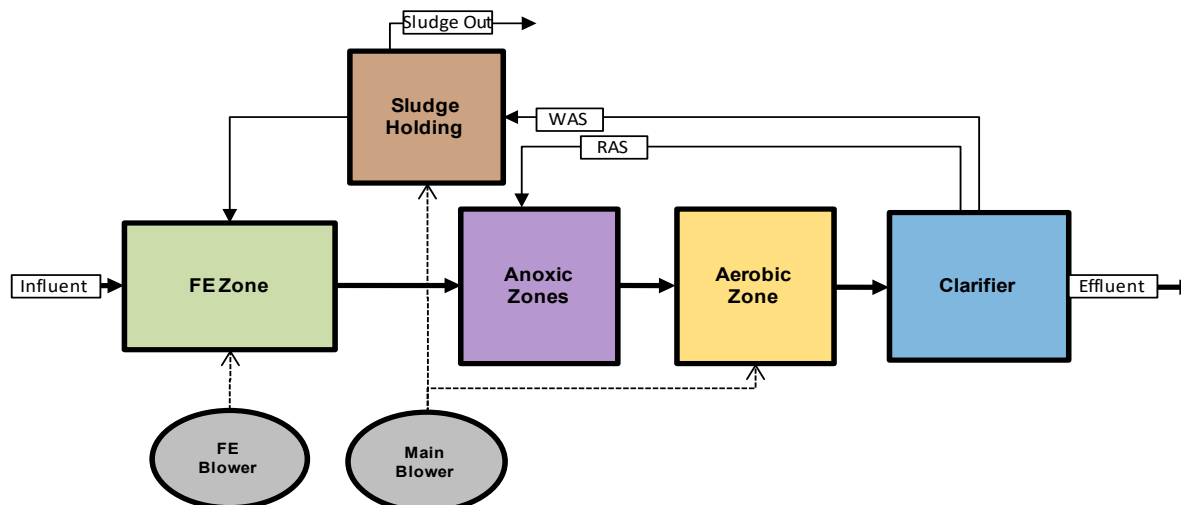 Sludge Out
Sludge
Holding
WAS
RAS
Influent
FE Zone
Anoxic
Zones
Aerobic
Zone
Clarifier
Effluent
FE
Blower
Main
Blower